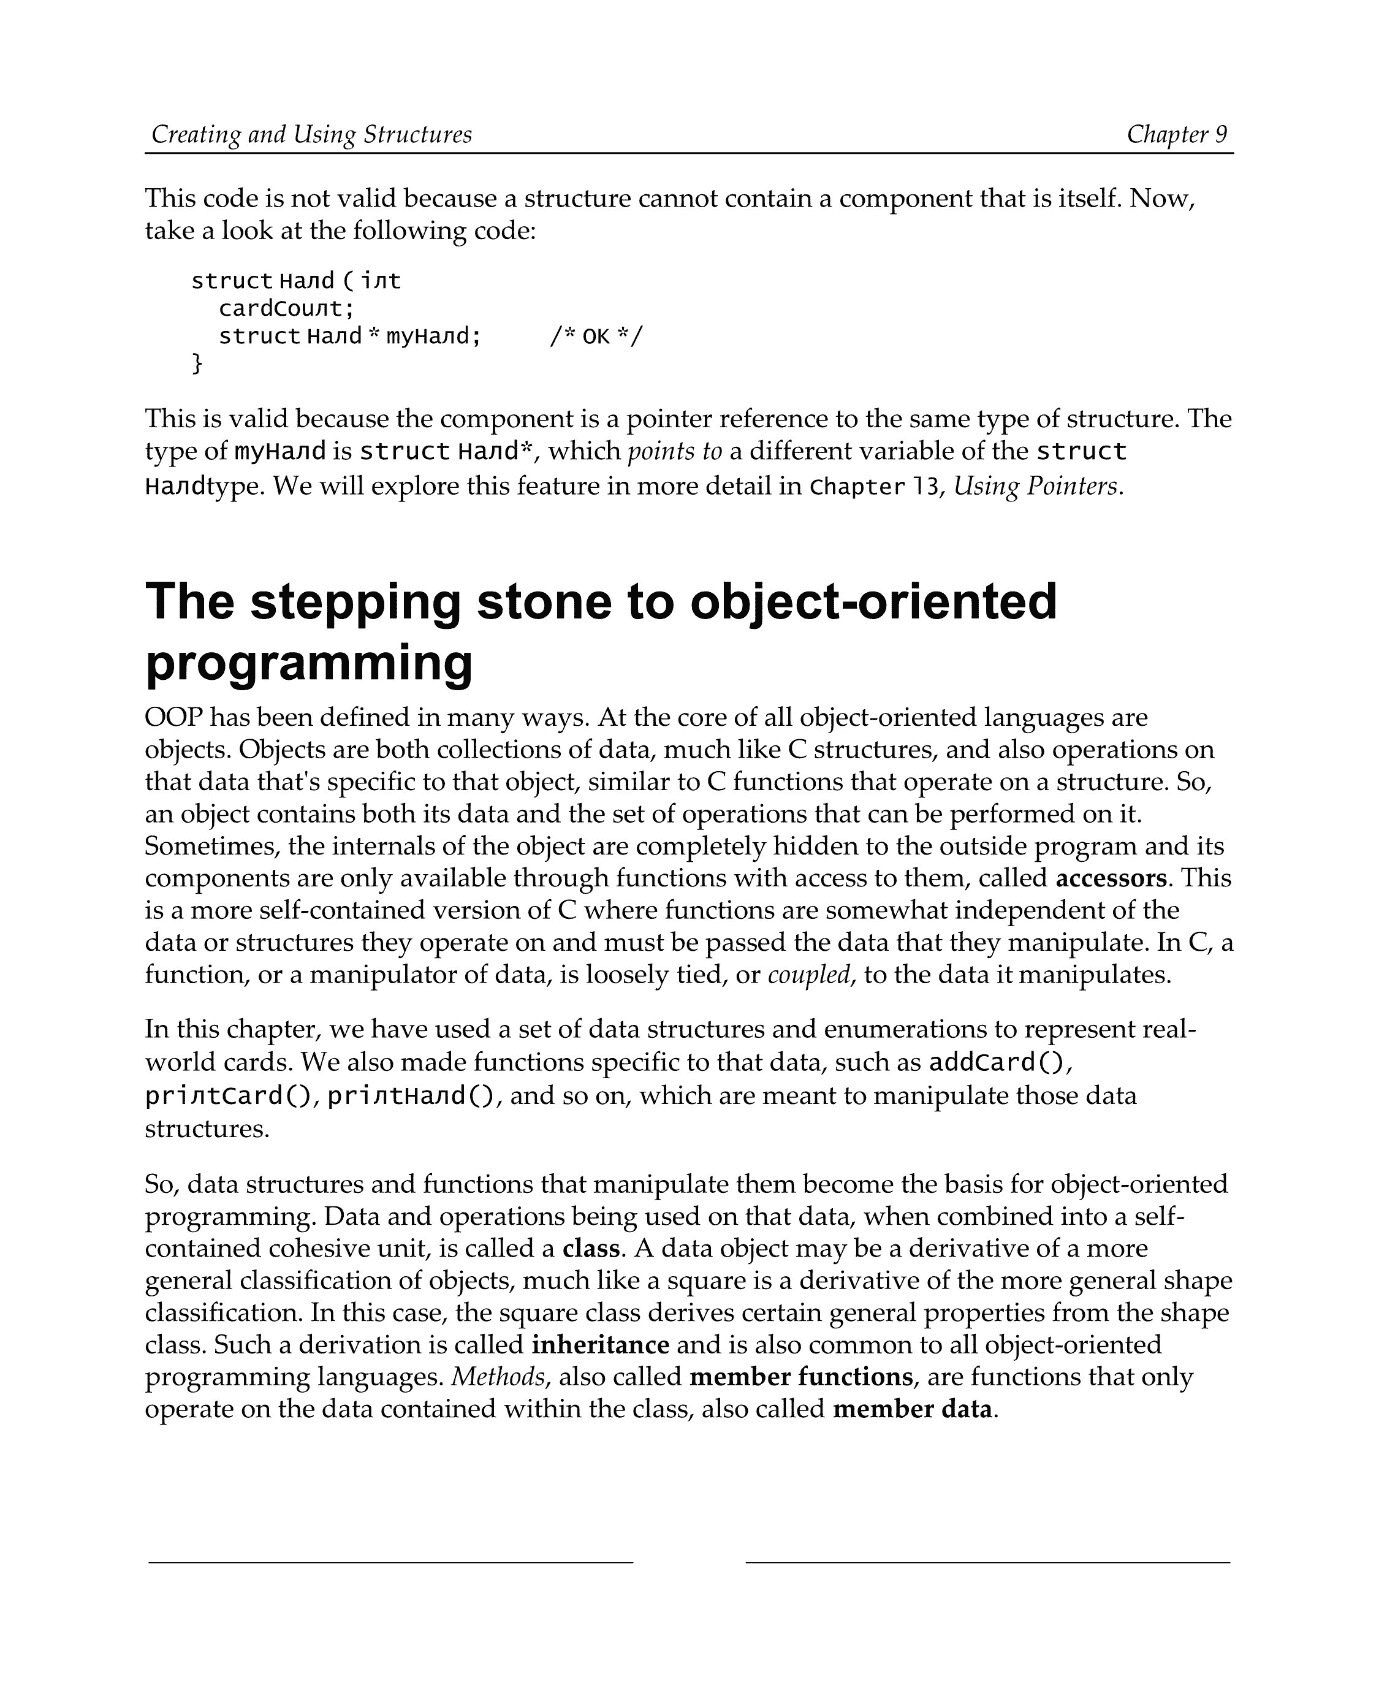 Creating and Using Structures Chapter 9
This code is not valid because a structure cannot contain a component that is itself. Now,
take a look at the following code:
struct Haлd ( iлt
cardCouлt;
struct Haлd * myHaлd; /* OK */
}
This is valid because the component is a pointer reference to the same type of structure. The
type of myHaлd is struct Haлd*, which points to a different variable of the struct
Haлdtype. We will explore this feature in more detail in Chapter 13, Using Pointers.
The stepping stone to object-oriented
programming
OOP has been defined in many ways. At the core of all object-oriented languages are
objects. Objects are both collections of data, much like C structures, and also operations on
that data that's specific to that object, similar to C functions that operate on a structure. So,
an object contains both its data and the set of operations that can be performed on it.
Sometimes, the internals of the object are completely hidden to the outside program and its
components are only available through functions with access to them, called accessors. This
is a more self-contained version of C where functions are somewhat independent of the
data or structures they operate on and must be passed the data that they manipulate. In C, a
function, or a manipulator of data, is loosely tied, or coupled, to the data it manipulates.
In this chapter, we have used a set of data structures and enumerations to represent real-
world cards. We also made functions specific to that data, such as addCard(),
priлtCard(), priлtHaлd(), and so on, which are meant to manipulate those data
structures.
So, data structures and functions that manipulate them become the basis for object-oriented
programming. Data and operations being used on that data, when combined into a self-
contained cohesive unit, is called a class. A data object may be a derivative of a more
general classification of objects, much like a square is a derivative of the more general shape
classification. In this case, the square class derives certain general properties from the shape
class. Such a derivation is called inheritance and is also common to all object-oriented
programming languages. Methods, also called member functions, are functions that only
operate on the data contained within the class, also called member data.